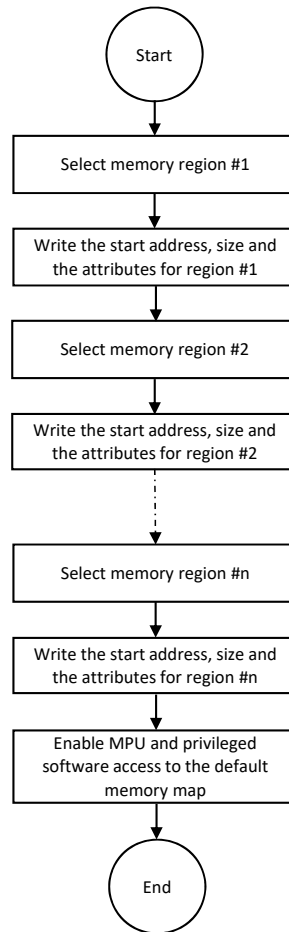 Start
Select memory region #1
Write the start address, size and
the attributes for region #1
Select memory region #2
Write the start address, size and
the attributes for region #2
Select memory region #n
Write the start address, size and
the attributes for region #n
Enable MPU and privileged
software access to the default
memory map
End